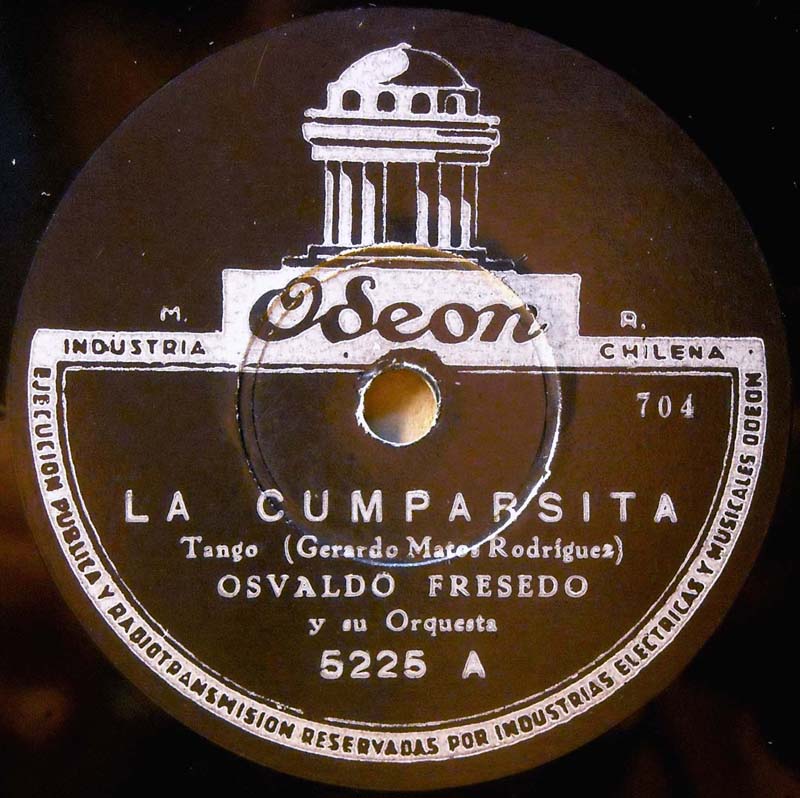 Odeon
M. R.
INDUSTRIA CHILENA
704
LA CUMPARSITA
Tango (Gerardo Matos Rodríguez)
OSVALDO FRESEDO
y su Orquesta
5225 A
EJECUCION PUBLICA Y RADIOTRANSMISION RESERVADAS POR INDUSTRIAS ELECTRICAS Y MUSICALES ODEON